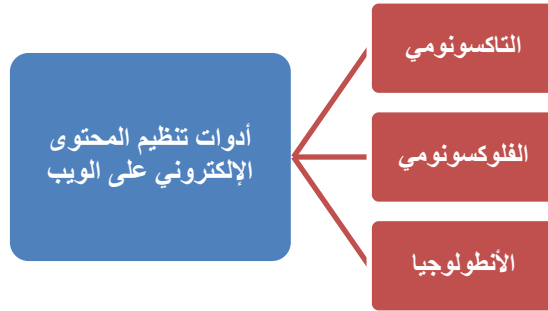 أدوات تنظيم المحتوى
الإلكتروني على الويب
التاكسونومي
الفلوكسونومي
الأنطولوجيا